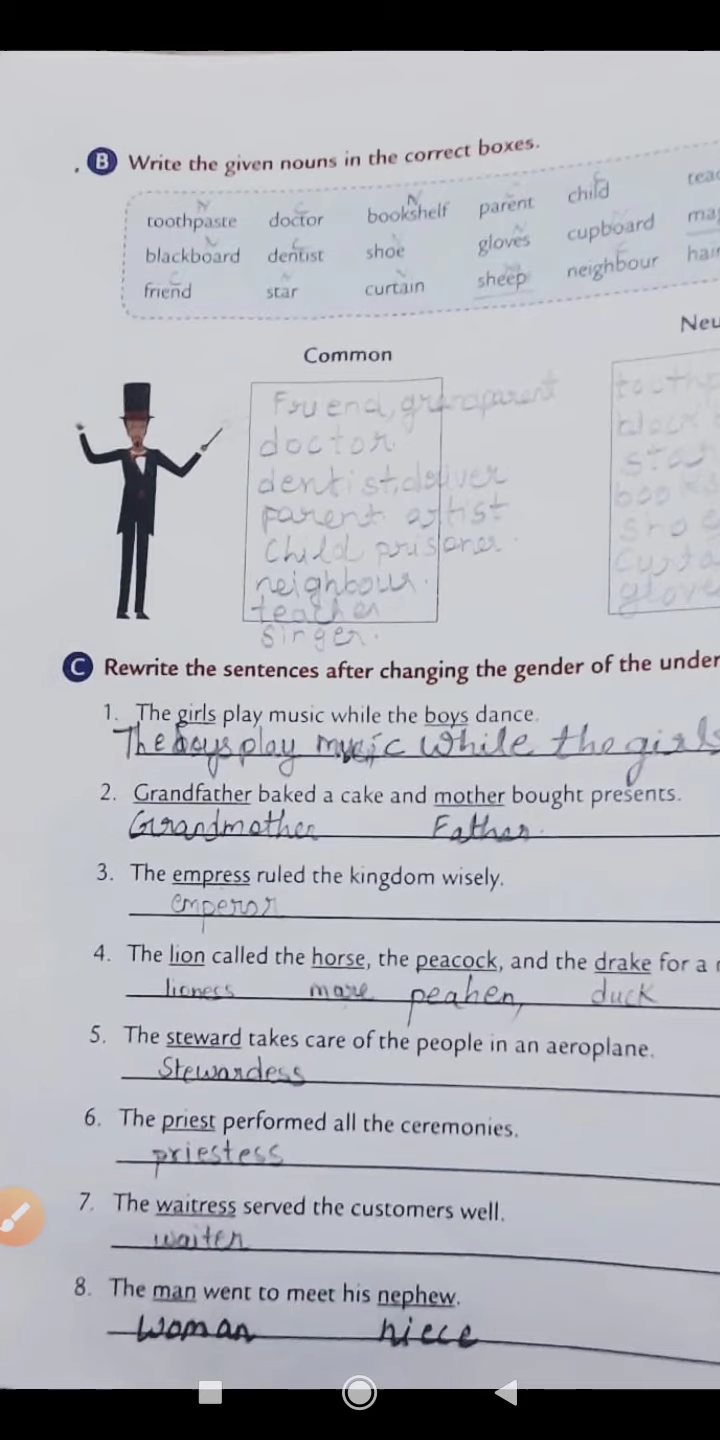 B Write the given nouns in the correct boxes.
toothpaste doctor bookshelf parent child
blackboard dentist shoe gloves cupboard
friend star curtain sheep neighbour
Common
Friend, grandparent
doctor
dentist
parent artist
child prisoner
neighbour
teacher
singer.
C Rewrite the sentences after changing the gender of the under
1. The girls play music while the boys dance.
The boys play music while the girls
2. Grandfather baked a cake and mother bought presents.
Grandmother Father.
3. The empress ruled the kingdom wisely.
emperor
4. The lion called the horse, the peacock, and the drake for a
lioness mare peahen, duck
5. The steward takes care of the people in an aeroplane.
Stewardess
6. The priest performed all the ceremonies.
priestess
7. The waitress served the customers well.
waiter
8. The man went to meet his nephew.
woman niece